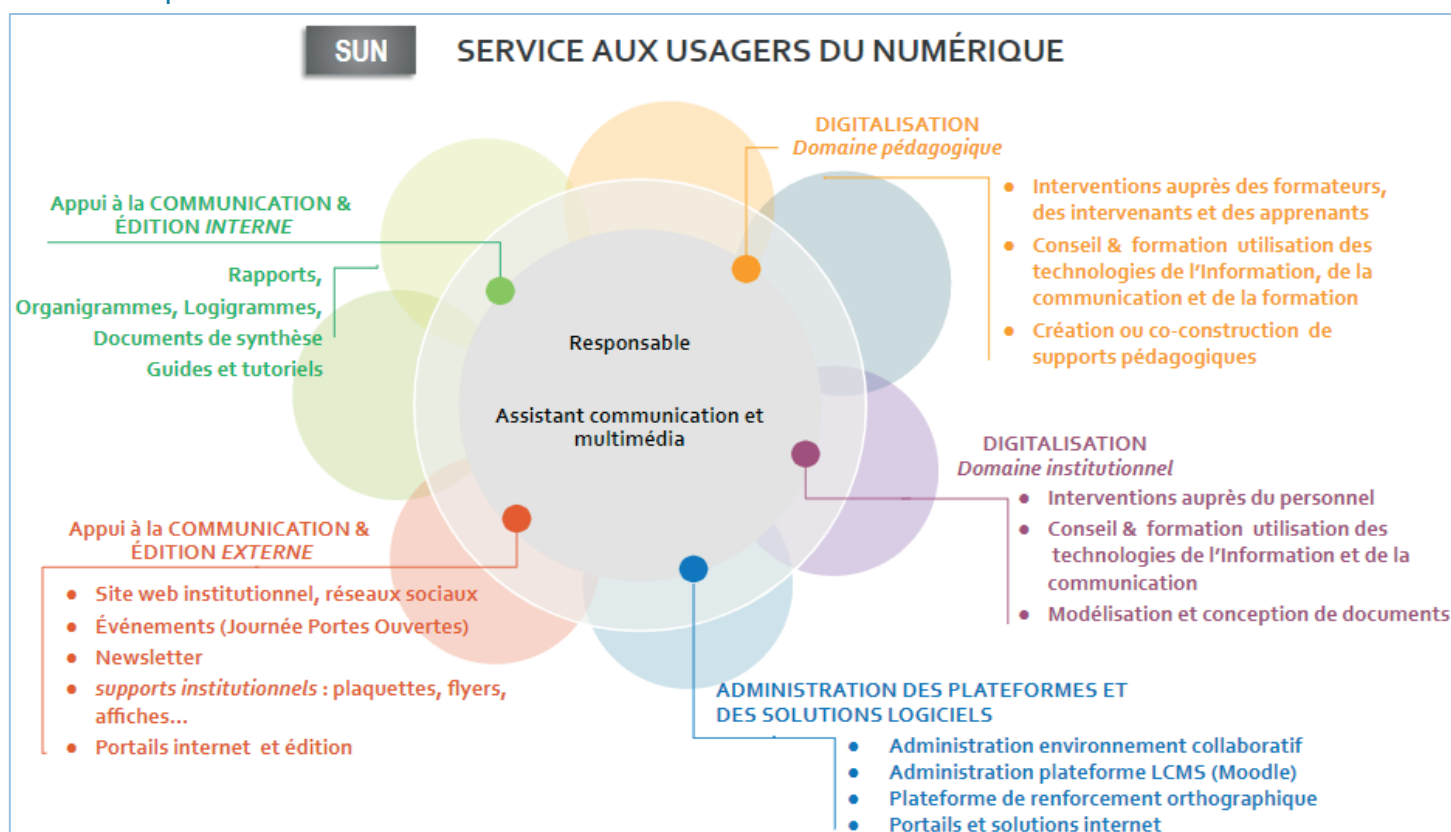 SUN SERVICE AUX USAGERS DU NUMÉRIQUE
Appui à la COMMUNICATION &
ÉDITION INTERNE
Rapports,
Organigrammes, Logigrammes,
Documents de synthèse
Guides et tutoriels
DIGITALISATION
Domaine pédagogique
● Interventions auprès des formateurs,
des intervenants et des apprenants
● Conseil & formation utilisation des
technologies de l'Information, de la
communication et de la formation
● Création ou co-construction de
supports pédagogiques
Responsable
Assistant communication et
multimédia
DIGITALISATION
Domaine institutionnel
● Interventions auprès du personnel
● Conseil & formation utilisation des
technologies de l'Information et de la
communication
● Modélisation et conception de documents
Appui à la COMMUNICATION &
ÉDITION EXTERNE
● Site web institutionnel, réseaux sociaux
● Événements (Journée Portes Ouvertes)
● Newsletter
● supports institutionnels : plaquettes, flyers,
affiches...
● Portails internet et édition
ADMINISTRATION DES PLATEFORMES ET
DES SOLUTIONS LOGICIELS
● Administration environnement collaboratif
● Administration plateforme LCMS (Moodle)
● Plateforme de renforcement orthographique
● Portails et solutions internet